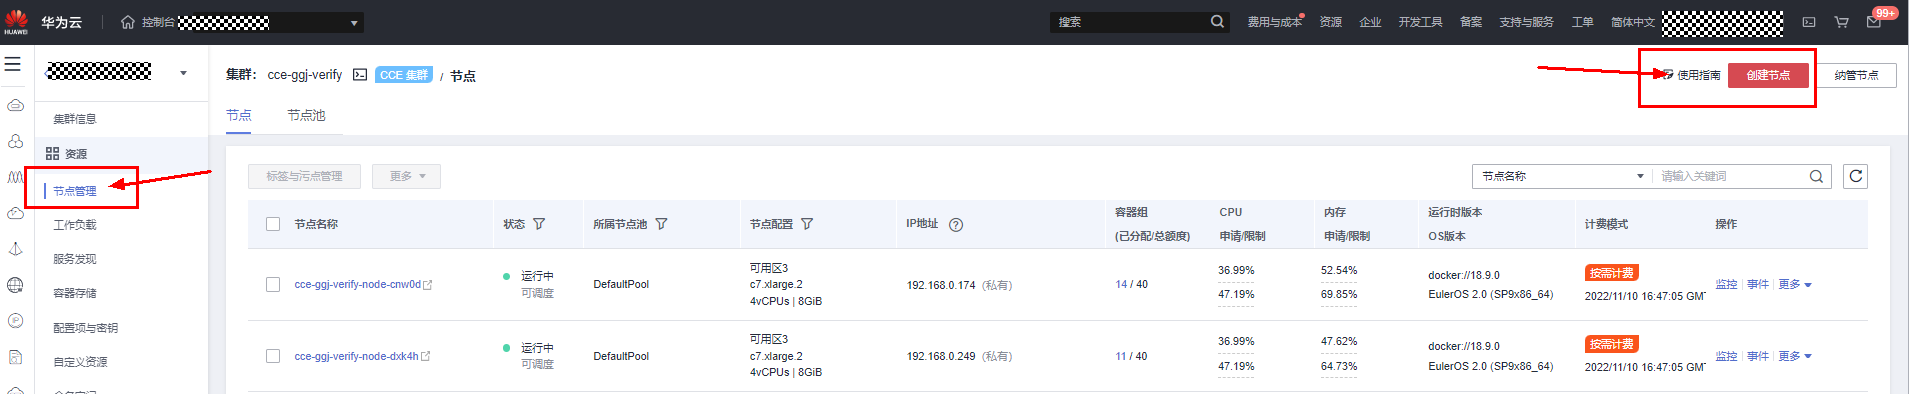 HUAWEI 华为云 控制台 搜索 费用与成本 资源 企业 开发工具 备案 支持与服务 工单 简体中文 99+
集群： cce-ggj-verify CCE 集群 / 节点
使用指南 创建节点 纳管节点
集群信息
资源
节点管理
工作负载
服务发现
容器存储
配置项与密钥
自定义资源
节点 节点池
标签与污点管理 更多
节点名称 请输入关键词
节点名称 状态 所属节点池 节点配置 IP地址 容器组 (已分配/总额度) CPU 申请/限制 内存 申请/限制 运行时版本 OS版本 计费模式 操作
cce-ggj-verify-node-cnw0d 运行中 可调度 DefaultPool 可用区3 c7.xlarge.2 4vCPUs | 8GiB 192.168.0.174 (私有) 14 / 40 36.99% 47.19% 52.54% 69.85% docker://18.9.0 EulerOS 2.0 (SP9x86_64) 按需计费 2022/11/10 16:47:05 GMT 监控 事件 更多
cce-ggj-verify-node-dxk4h 运行中 可调度 DefaultPool 可用区3 c7.xlarge.2 4vCPUs | 8GiB 192.168.0.249 (私有) 11 / 40 36.99% 47.19% 47.62% 64.73% docker://18.9.0 EulerOS 2.0 (SP9x86_64) 按需计费 2022/11/10 16:47:05 GMT 监控 事件 更多